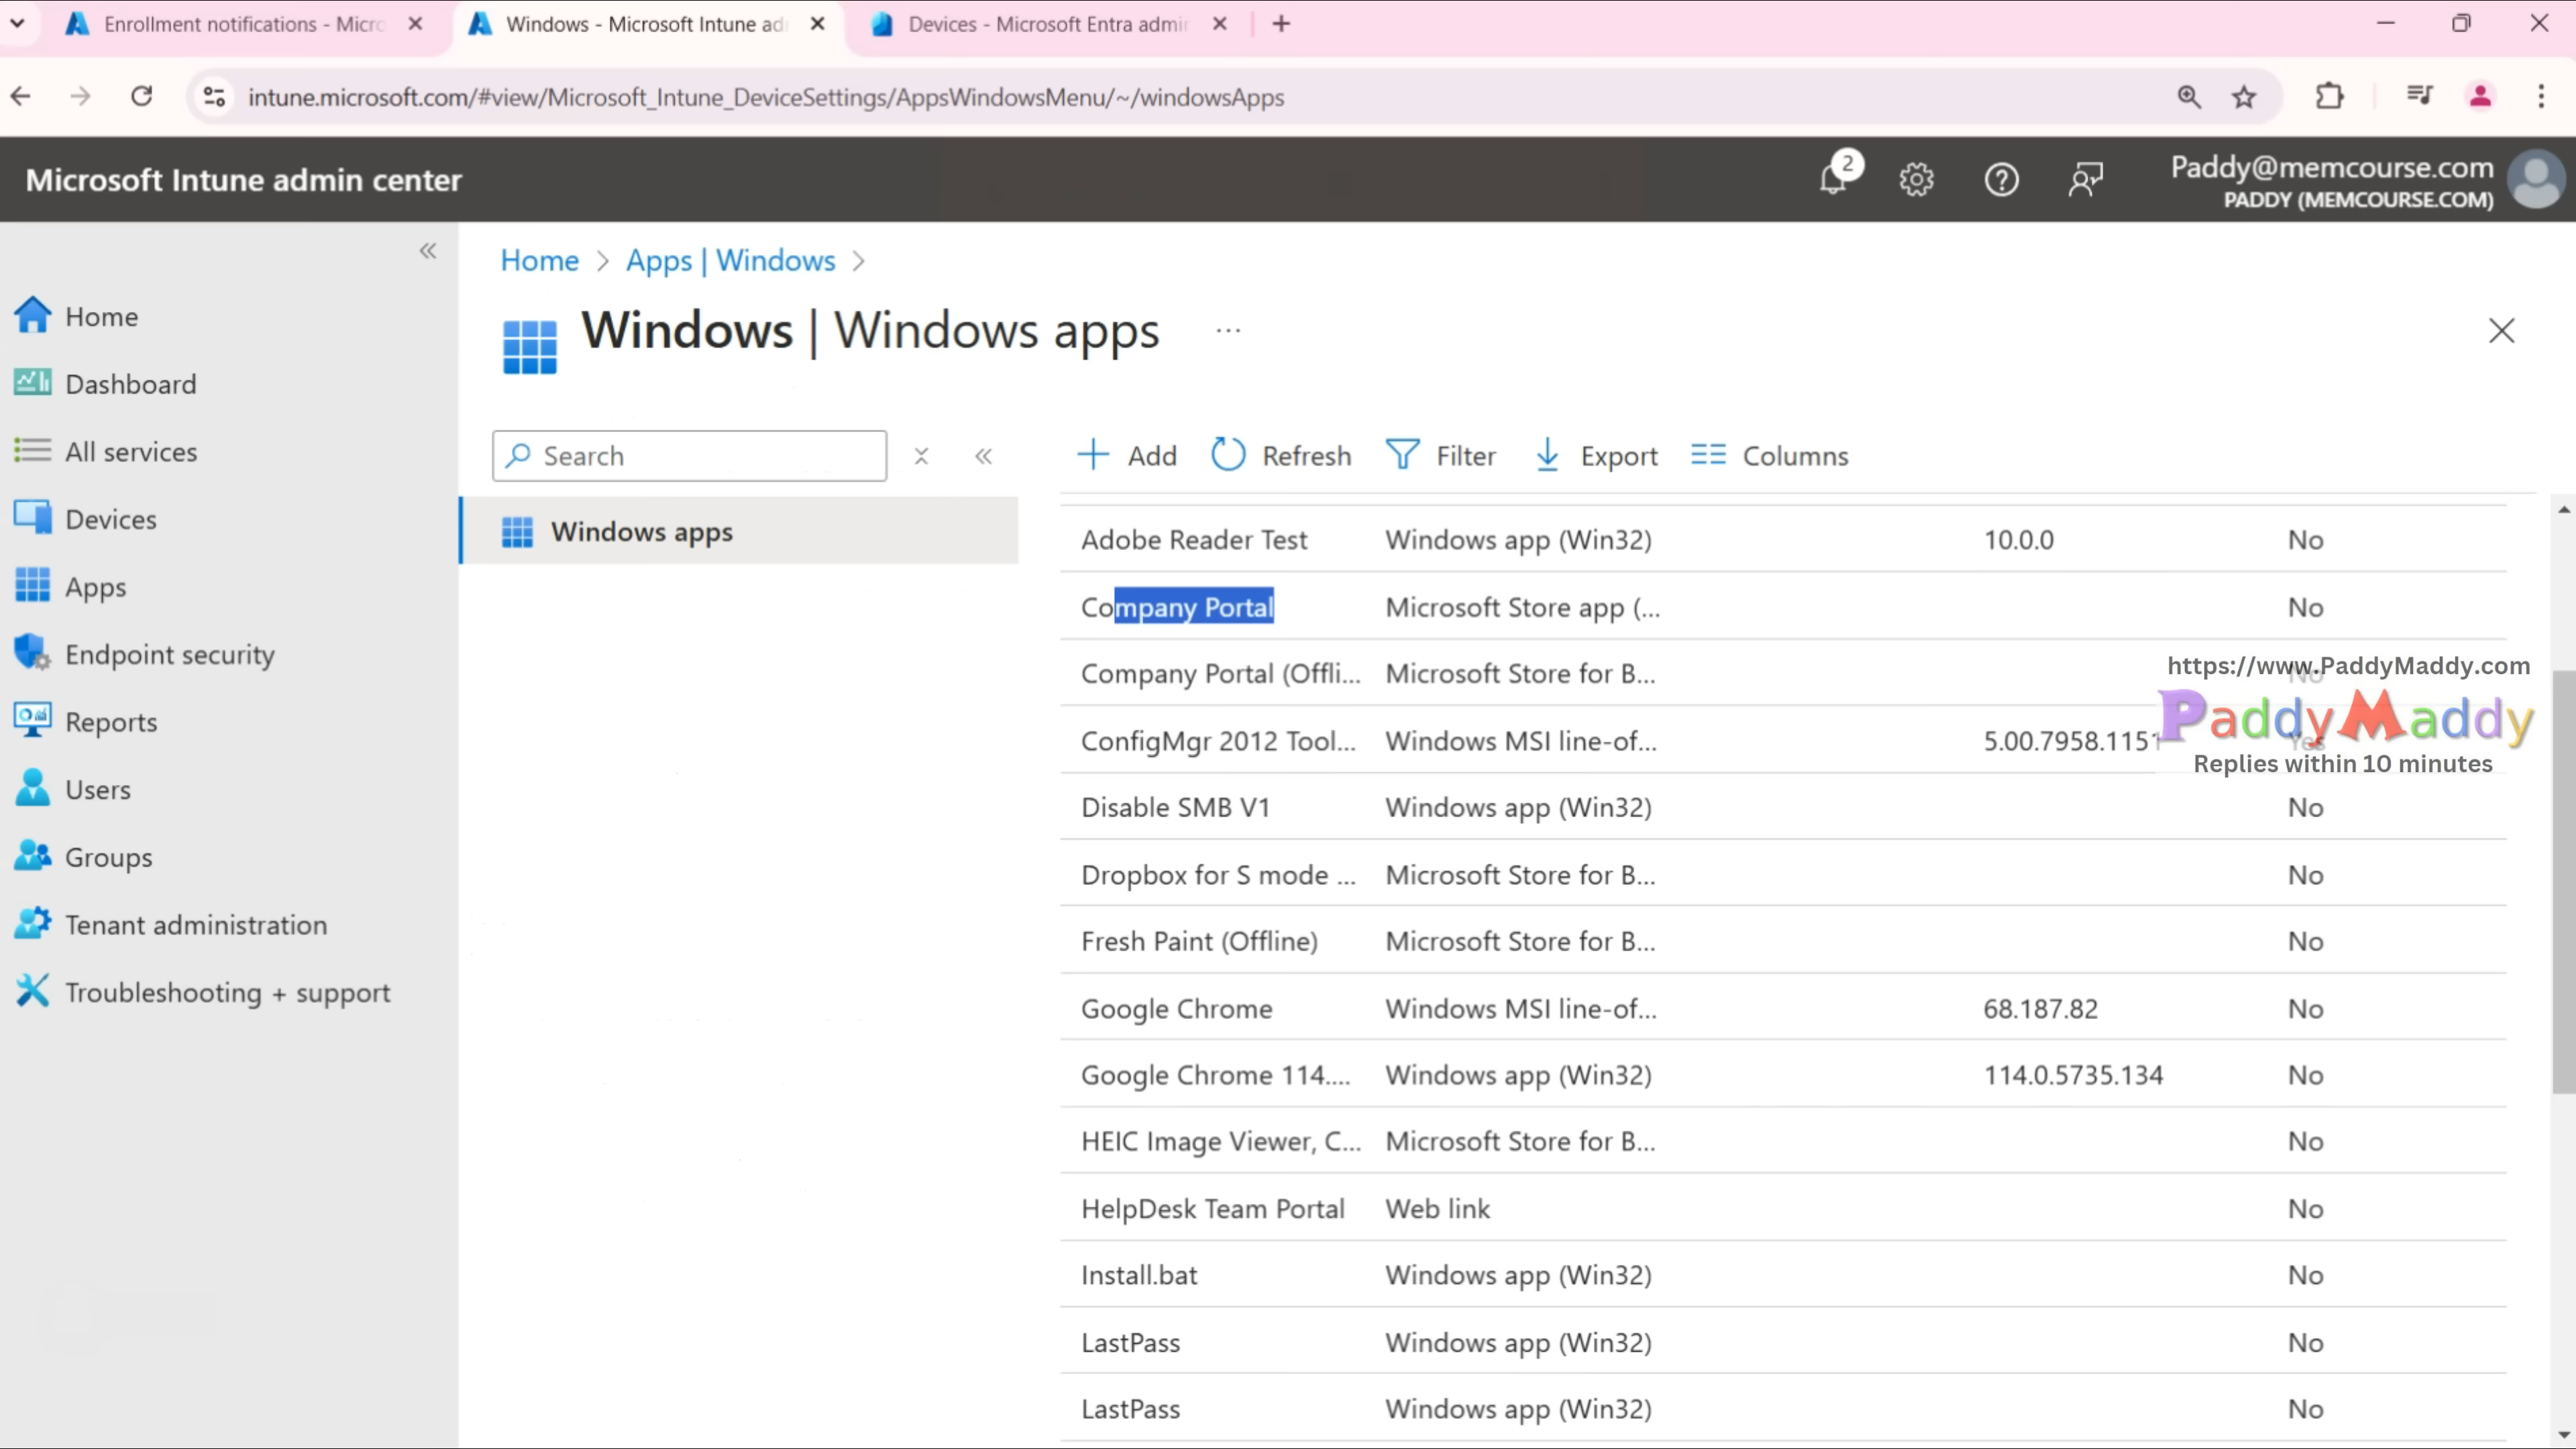 Enrollment notifications - Micro
Windows - Microsoft Intune ad
Devices - Microsoft Entra admin
intune.microsoft.com/#view/Microsoft_Intune_DeviceSettings/AppsWindowsMenu/~/windowsApps
Microsoft Intune admin center
2
Paddy@memcourse.com
PADDY (MEMCOURSE.COM)
Home
Dashboard
All services
Devices
Apps
Endpoint security
Reports
Users
Groups
Tenant administration
Troubleshooting + support
Home > Apps | Windows >
Windows | Windows apps ...
Search
Windows apps
Add Refresh Filter Export Columns
Adobe Reader Test Windows app (Win32) 10.0.0 No
Company Portal Microsoft Store app (... No
Company Portal (Offli... Microsoft Store for B... No
ConfigMgr 2012 Tool... Windows MSI line-of... 5.00.7958.1151 Yes
Disable SMB V1 Windows app (Win32) No
Dropbox for S mode ... Microsoft Store for B... No
Fresh Paint (Offline) Microsoft Store for B... No
Google Chrome Windows MSI line-of... 68.187.82 No
Google Chrome 114.... Windows app (Win32) 114.0.5735.134 No
HEIC Image Viewer, C... Microsoft Store for B... No
HelpDesk Team Portal Web link No
Install.bat Windows app (Win32) No
LastPass Windows app (Win32) No
LastPass Windows app (Win32) No
https://www.PaddyMaddy.com
PaddyMaddy
Replies within 10 minutes